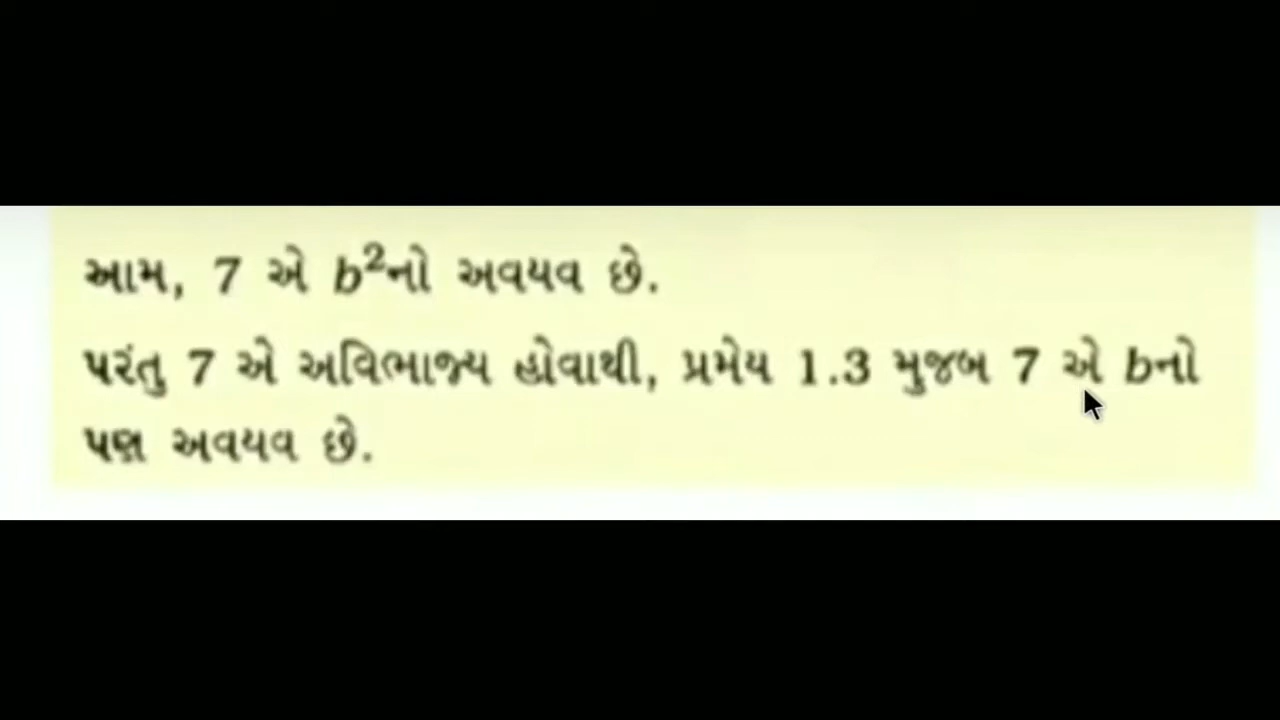 આમ, 7 એ b²નો અવયવ છે.
પરંતુ 7 એ અવિભાજ્ય હોવાથી, પ્રમેય 1.3 મુજબ 7 એ bનો
પણ અવયવ છે.